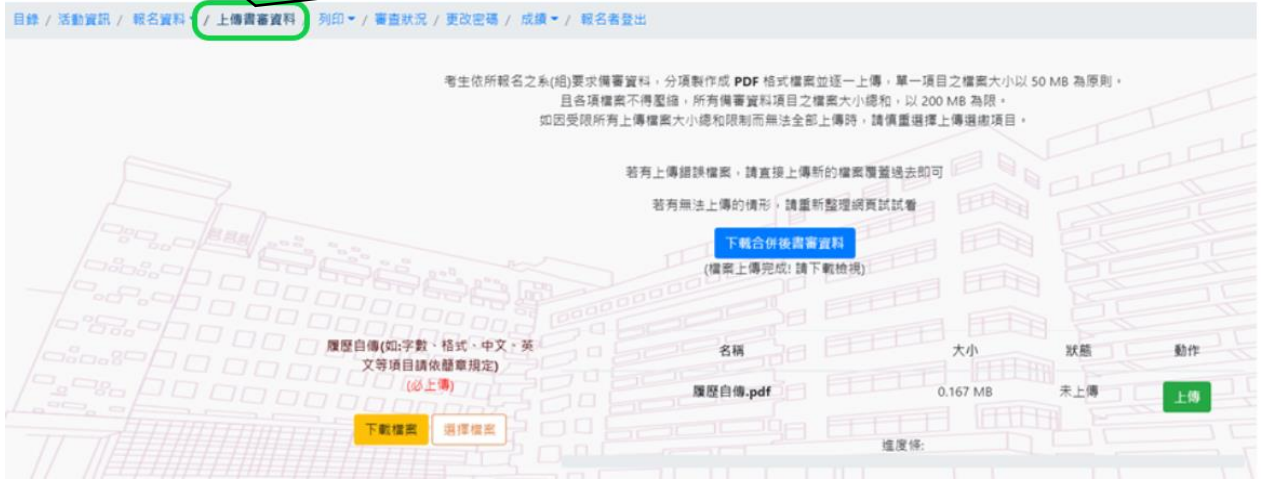 目錄 / 活動資訊 / 報名資料 / 上傳書審資料 / 列印 / 審查狀況 / 更改密碼 / 成績 / 報名者登出
考生依所報名之系(組)要求備審資料，分項製作成 PDF 格式檔案並逐一上傳，單一項目之檔案大小以 50 MB 為原則。
且各項檔案不得壓縮，所有備審資料項目之檔案大小總和，以 200 MB 為限。
如因受限所有上傳檔案大小總和限制而無法全部上傳時，請慎重選擇上傳選繳項目。
若有上傳錯誤檔案，請直接上傳新的檔案覆蓋過去即可
若有無法上傳的情形，請重新整理網頁試試看
下載合併後書審資料
(檔案上傳完成! 請下載檢視)
履歷自傳(如:字數、格式、中文、英
文等項目請依簡章規定)
(必上傳)
下載檔案 選擇檔案
名稱 大小 狀態 動作
履歷自傳.pdf 0.167 MB 未上傳 上傳
進度條: